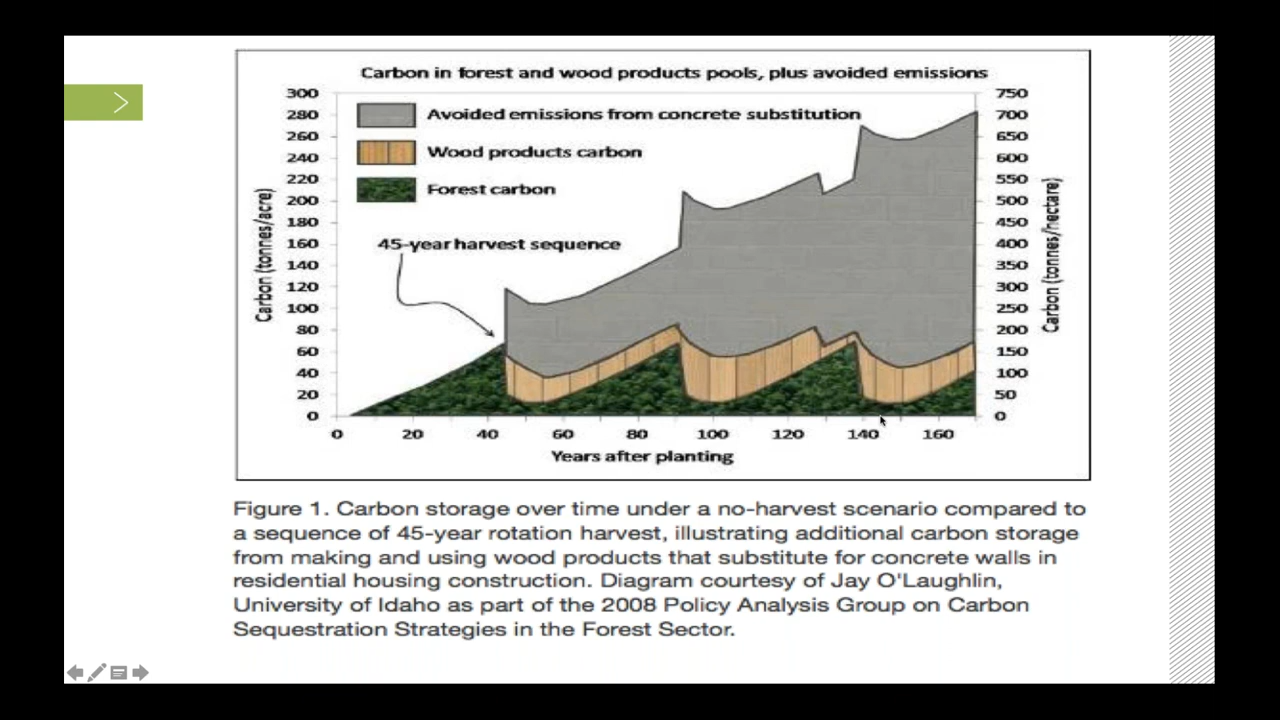 Carbon in forest and wood products pools, plus avoided emissions
300
280
260
240
220
200
180
160
140
120
100
80
60
40
20
0
Carbon (tonnes/acre)
Avoided emissions from concrete substitution
Wood products carbon
Forest carbon
45-year harvest sequence
750
700
650
600
550
500
450
400
350
300
250
200
150
100
50
0
Carbon (tonnes/hectare)
0 20 40 60 80 100 120 140 160
Years after planting
Figure 1. Carbon storage over time under a no-harvest scenario compared to
a sequence of 45-year rotation harvest, illustrating additional carbon storage
from making and using wood products that substitute for concrete walls in
residential housing construction. Diagram courtesy of Jay O'Laughlin,
University of Idaho as part of the 2008 Policy Analysis Group on Carbon
Sequestration Strategies in the Forest Sector.